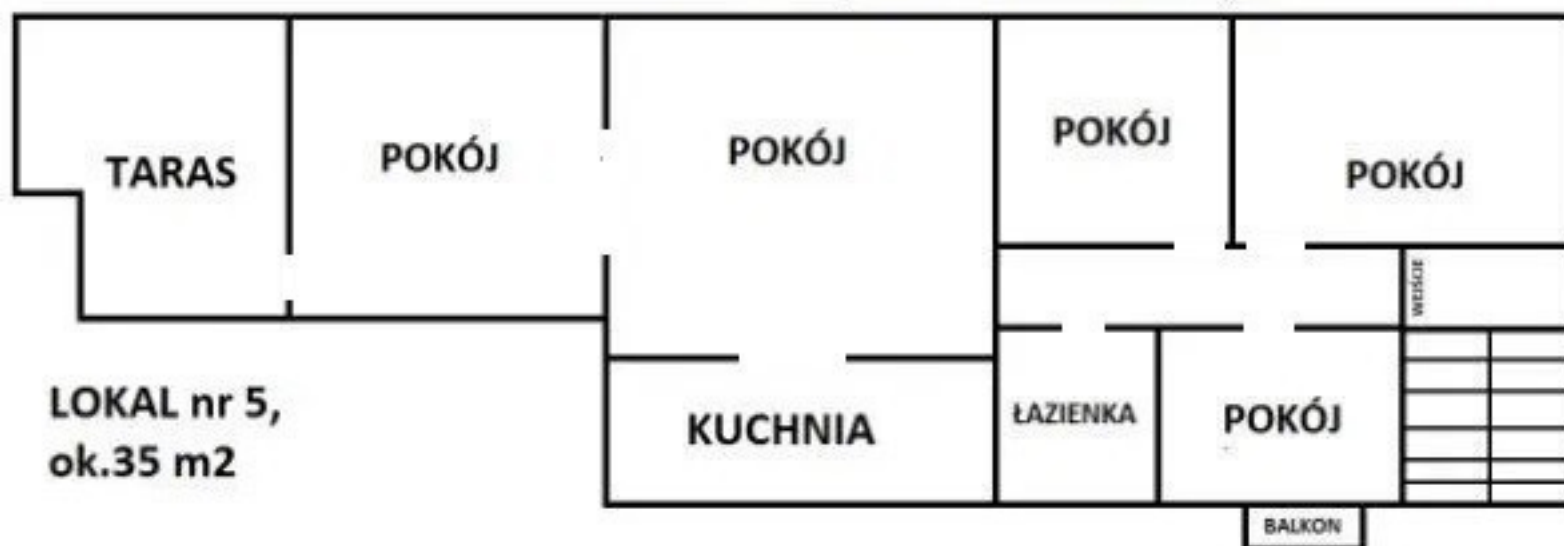 TARAS
POKÓJ
POKÓJ
POKÓJ
POKÓJ
WEJŚCIE
LOKAL nr 5,
ok.35 m2
KUCHNIA
ŁAZIENKA
POKÓJ
BALKON